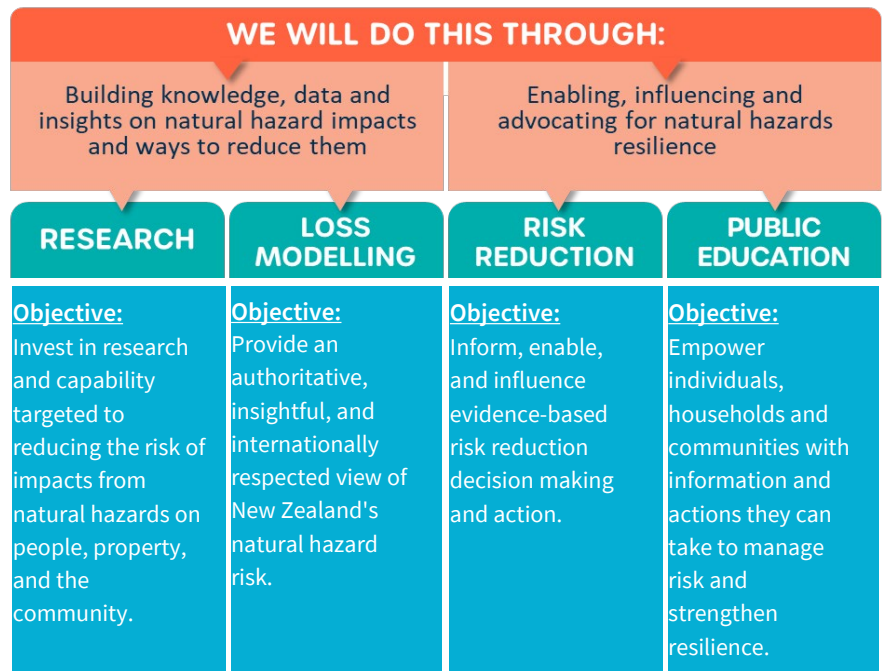 WE WILL DO THIS THROUGH:
Building knowledge, data and
insights on natural hazard impacts
and ways to reduce them
Enabling, influencing and
advocating for natural hazards
resilience
RESEARCH
LOSS
MODELLING
RISK
REDUCTION
PUBLIC
EDUCATION
Objective:
Invest in research
and capability
targeted to
reducing the risk of
impacts from
natural hazards on
people, property,
and the
community.
Objective:
Provide an
authoritative,
insightful, and
internationally
respected view of
New Zealand's
natural hazard
risk.
Objective:
Inform, enable,
and influence
evidence-based
risk reduction
decision making
and action.
Objective:
Empower
individuals,
households and
communities with
information and
actions they can
take to manage
risk and
strengthen
resilience.